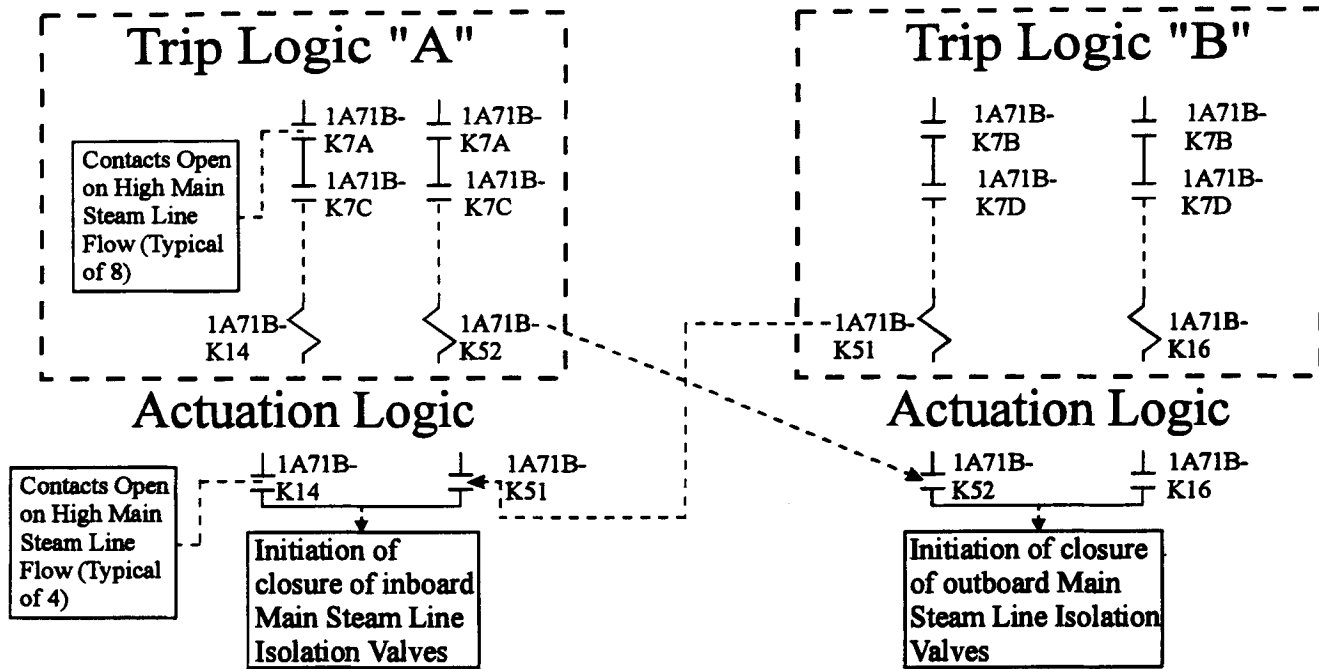 Trip Logic "A"
1A71B-
K7A
1A71B-
K7A
Contacts Open
on High Main
Steam Line
Flow (Typical
of 8)
1A71B-
K7C
1A71B-
K7C
1A71B-
K14
1A71B-
K52
Trip Logic "B"
1A71B-
K7B
1A71B-
K7B
1A71B-
K7D
1A71B-
K7D
1A71B-
K51
1A71B-
K16
Actuation Logic
1A71B-
K14
1A71B-
K51
Contacts Open
on High Main
Steam Line
Flow (Typical
of 4)
Initiation of
closure of inboard
Main Steam Line
Isolation Valves
Actuation Logic
1A71B-
K52
1A71B-
K16
Initiation of closure
of outboard Main
Steam Line Isolation
Valves